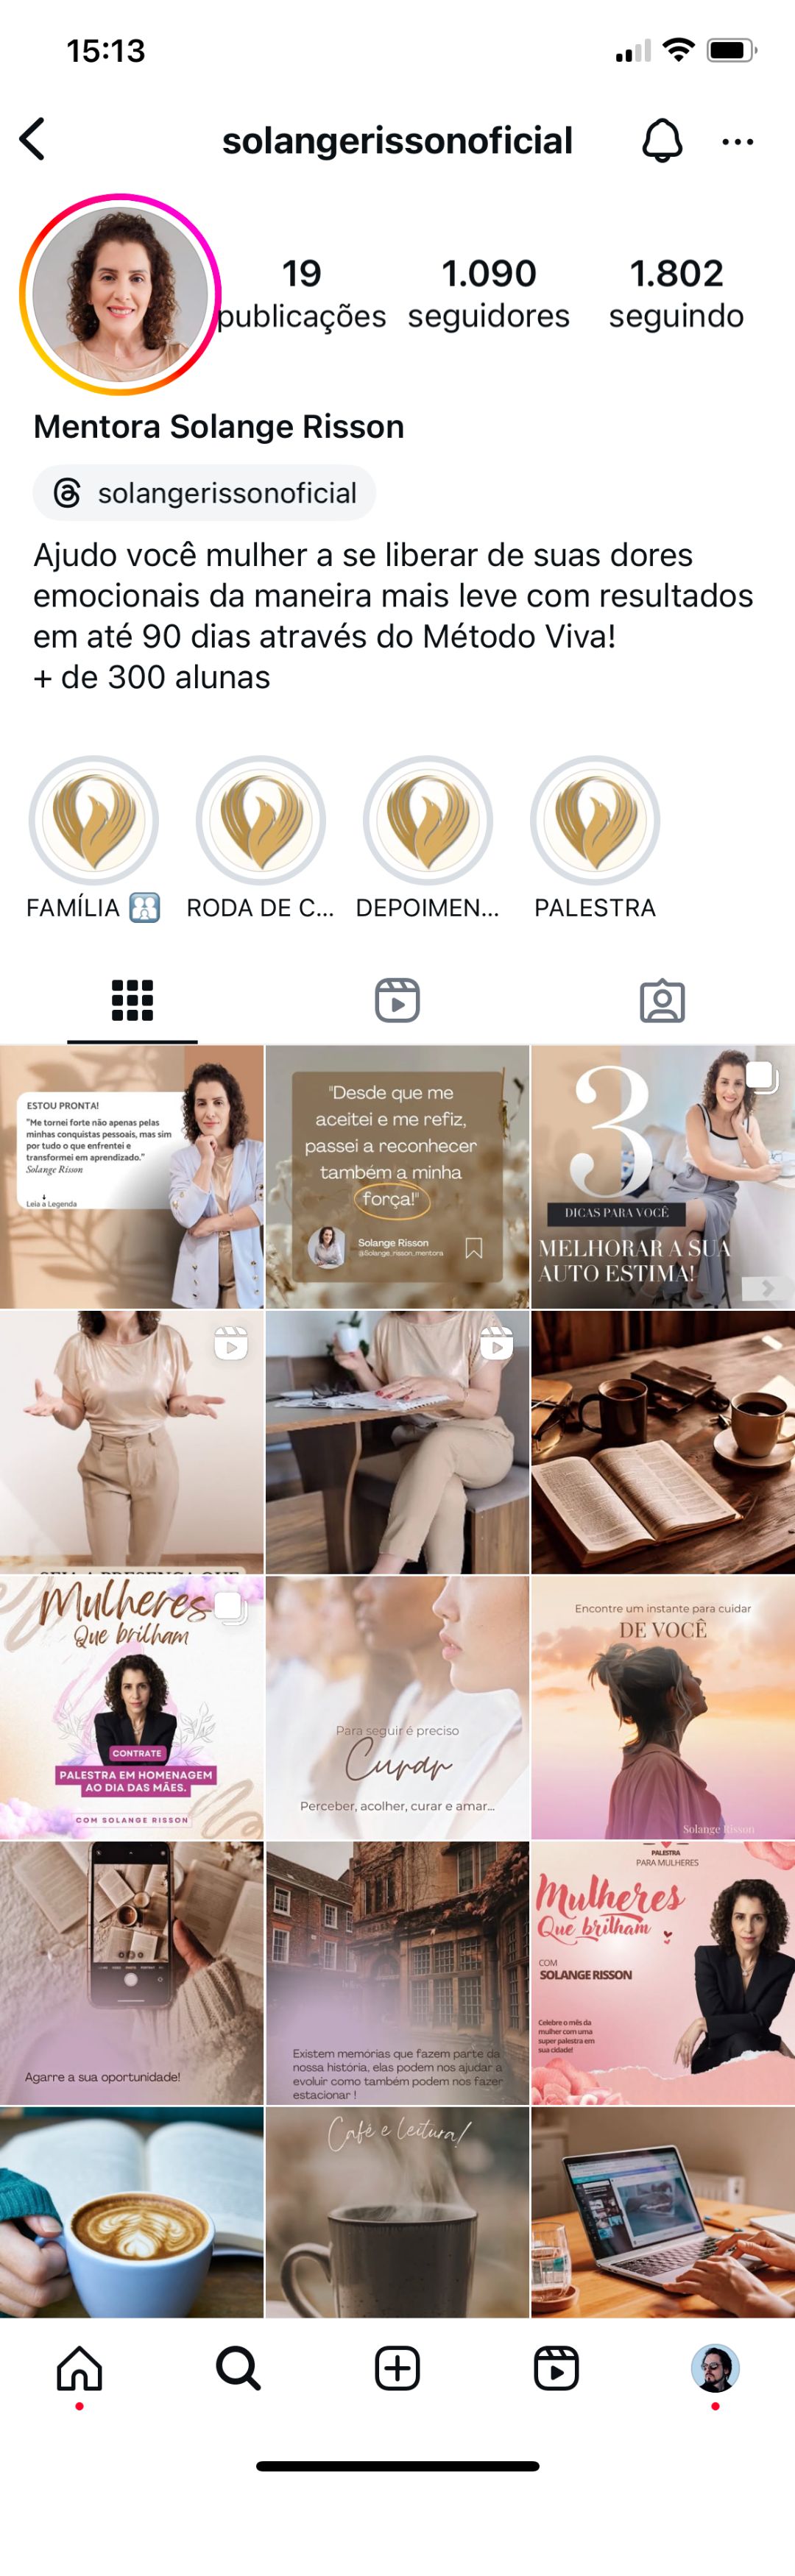 15:13
solangerissonoficial
19
publicações
1.090
seguidores
1.802
seguindo
Mentora Solange Risson
solangerissonoficial
Ajudo você mulher a se liberar de suas dores
emocionais da maneira mais leve com resultados
em até 90 dias através do Método Viva!
+ de 300 alunas
FAMÍLIA
RODA DE C...
DEPOIMEN...
PALESTRA
ESTOU PRONTA!
"Me tornei forte não apenas pelas
minhas conquistas pessoais, mas sim
por tudo o que enfrentei e
transformei em aprendizado."
Solange Risson
Leia a Legenda
"Desde que me
aceitei e me refiz,
passei a reconhecer
também a minha
força!"
Solange Risson
@Solange_risson_mentora
3
DICAS PARA VOCÊ
MELHORAR A SUA
AUTO ESTIMA!
SEJA A PRESENÇA QUE
Mulheres
Que brilham
CONTRATE
PALESTRA EM HOMENAGEM
AO DIA DAS MÃES.
COM SOLANGE RISSON
Para seguir é preciso
Curar
Perceber, acolher, curar e amar...
Encontre um instante para cuidar
DE VOCÊ
Solange Risson
Agarre a sua oportunidade!
Existem memórias que fazem parte da
nossa história, elas podem nos ajudar a
evoluir como também podem nos fazer
estacionar !
PALESTRA
PARA MULHERES
Mulheres
Que brilham
COM
SOLANGE RISSON
Celebre o mês da
mulher com uma
super palestra em
sua cidade!
Café e leitura!